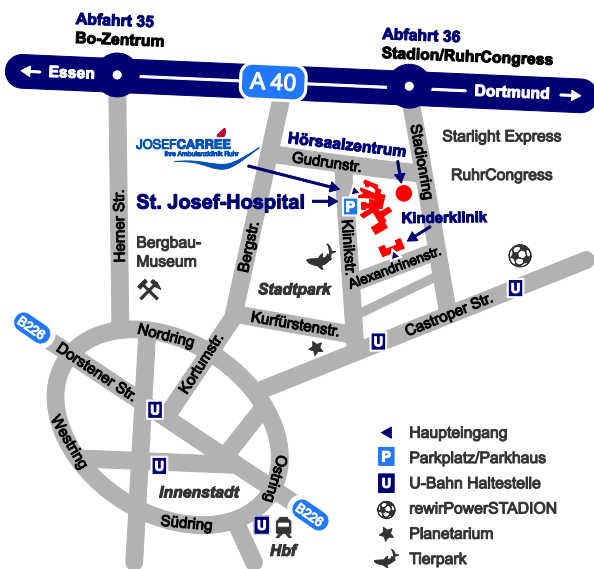 Abfahrt 35
Bo-Zentrum
Abfahrt 36
Stadion/RuhrCongress
Essen
A 40
Dortmund
JOSEFCARREÉ
Ihre Ambulanzklinik Ruhr
Hörsaalzentrum
Gudrunstr.
Stadionring
Starlight Express
RuhrCongress
St. Josef-Hospital
P
Kinderklinik
Herner Str.
Bergstr.
Klinikstr.
Bergbau-
Museum
Alexandrinenstr.
Stadtpark
U
Castroper Str.
Kurfürstenstr.
U
B226
Nordring
Dorstener Str.
Kortumstr.
U
Westring
U
Ostring
Innenstadt
Südring
B226
U
Hbf
Haupteingang
P Parkplatz/Parkhaus
U U-Bahn Haltestelle
rewirPowerSTADION
Planetarium
Tierpark